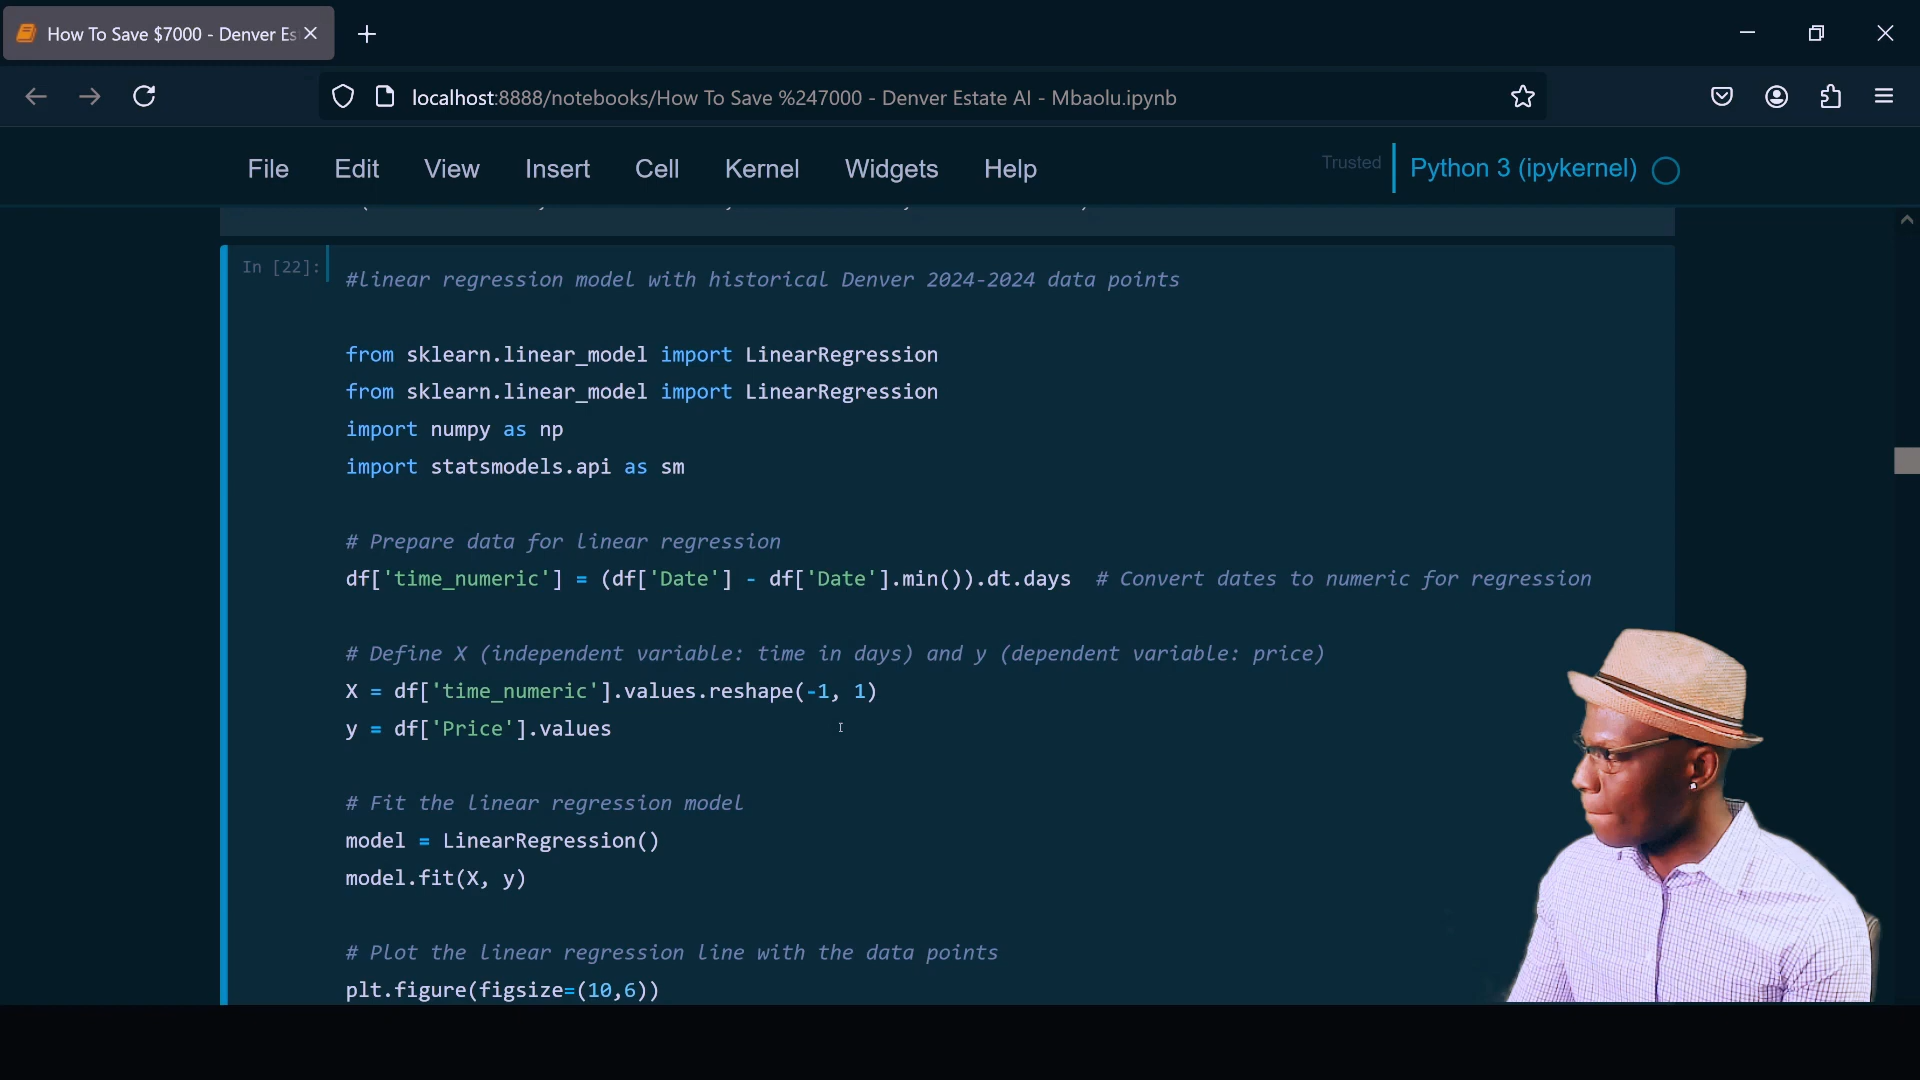 How To Save $7000 - Denver Es
localhost:8888/notebooks/How To Save %247000 - Denver Estate AI - Mbaolu.ipynb
File Edit View Insert Cell Kernel Widgets Help Trusted Python 3 (ipykernel)
In [22]:
#linear regression model with historical Denver 2024-2024 data points
from sklearn.linear_model import LinearRegression
from sklearn.linear_model import LinearRegression
import numpy as np
import statsmodels.api as sm
# Prepare data for linear regression
df['time_numeric'] = (df['Date'] - df['Date'].min()).dt.days  # Convert dates to numeric for regression
# Define X (independent variable: time in days) and y (dependent variable: price)
X = df['time_numeric'].values.reshape(-1, 1)
y = df['Price'].values
# Fit the linear regression model
model = LinearRegression()
model.fit(X, y)
# Plot the linear regression line with the data points
plt.figure(figsize=(10,6))